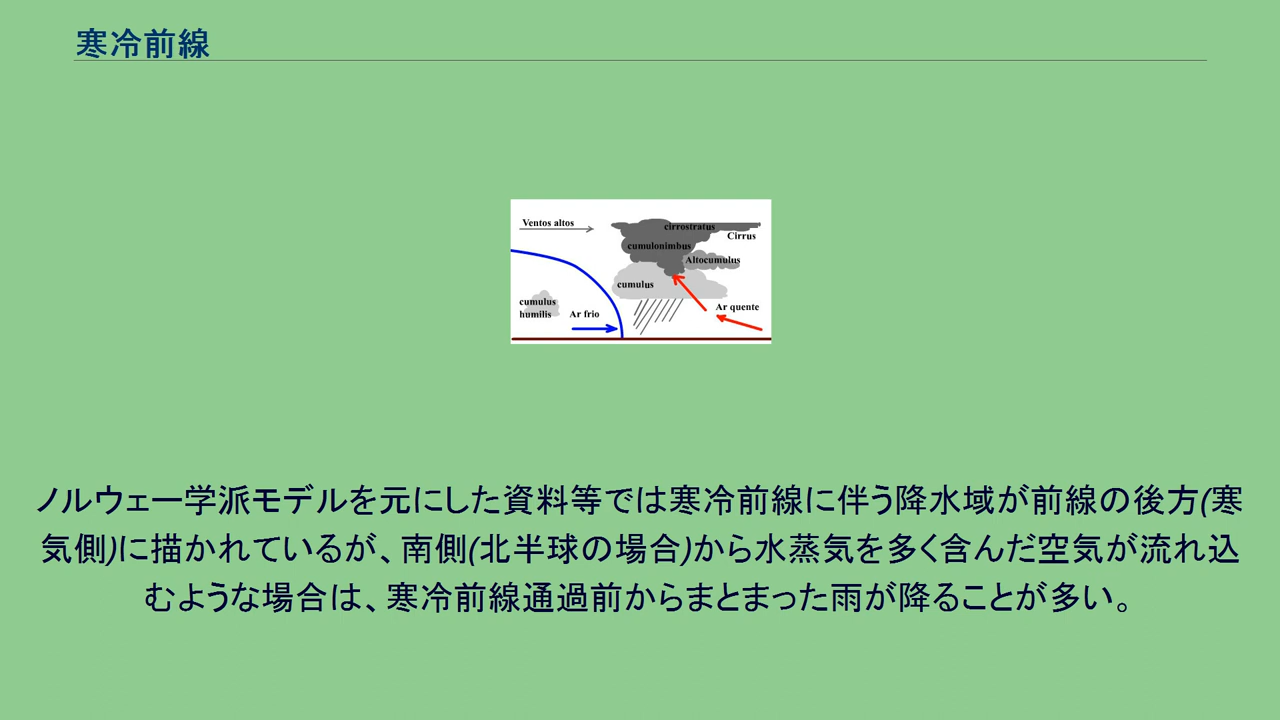 寒冷前線
Ventos altos
cirrostratus
Cirrus
cumulonimbus
Altocumulus
cumulus
cumulus
humilis
Ar frio
Ar quente
ノルウェー学派モデルを元にした資料等では寒冷前線に伴う降水域が前線の後方(寒
気側)に描かれているが、南側(北半球の場合)から水蒸気を多く含んだ空気が流れ込
むような場合は、寒冷前線通過前からまとまった雨が降ることが多い。